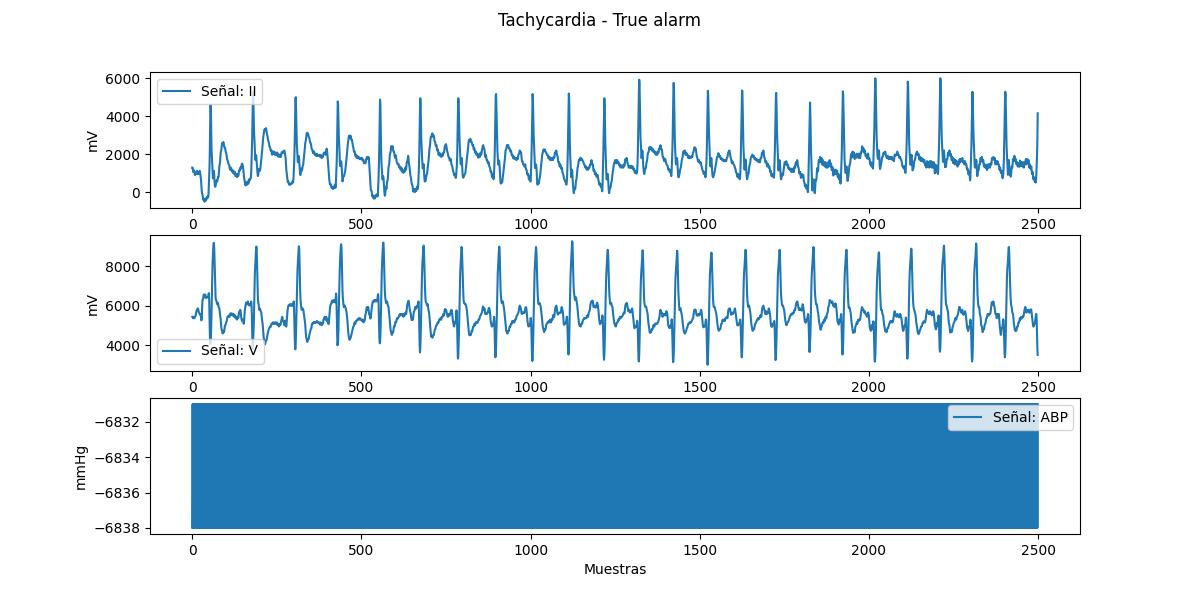 Tachycardia - True alarm
6000
4000
2000
0
mV
Señal: II
0 500 1000 1500 2000 2500
8000
6000
4000
mV
Señal: V
0 500 1000 1500 2000 2500
−6832
−6834
−6836
−6838
mmHg
Señal: ABP
0 500 1000 1500 2000 2500
Muestras